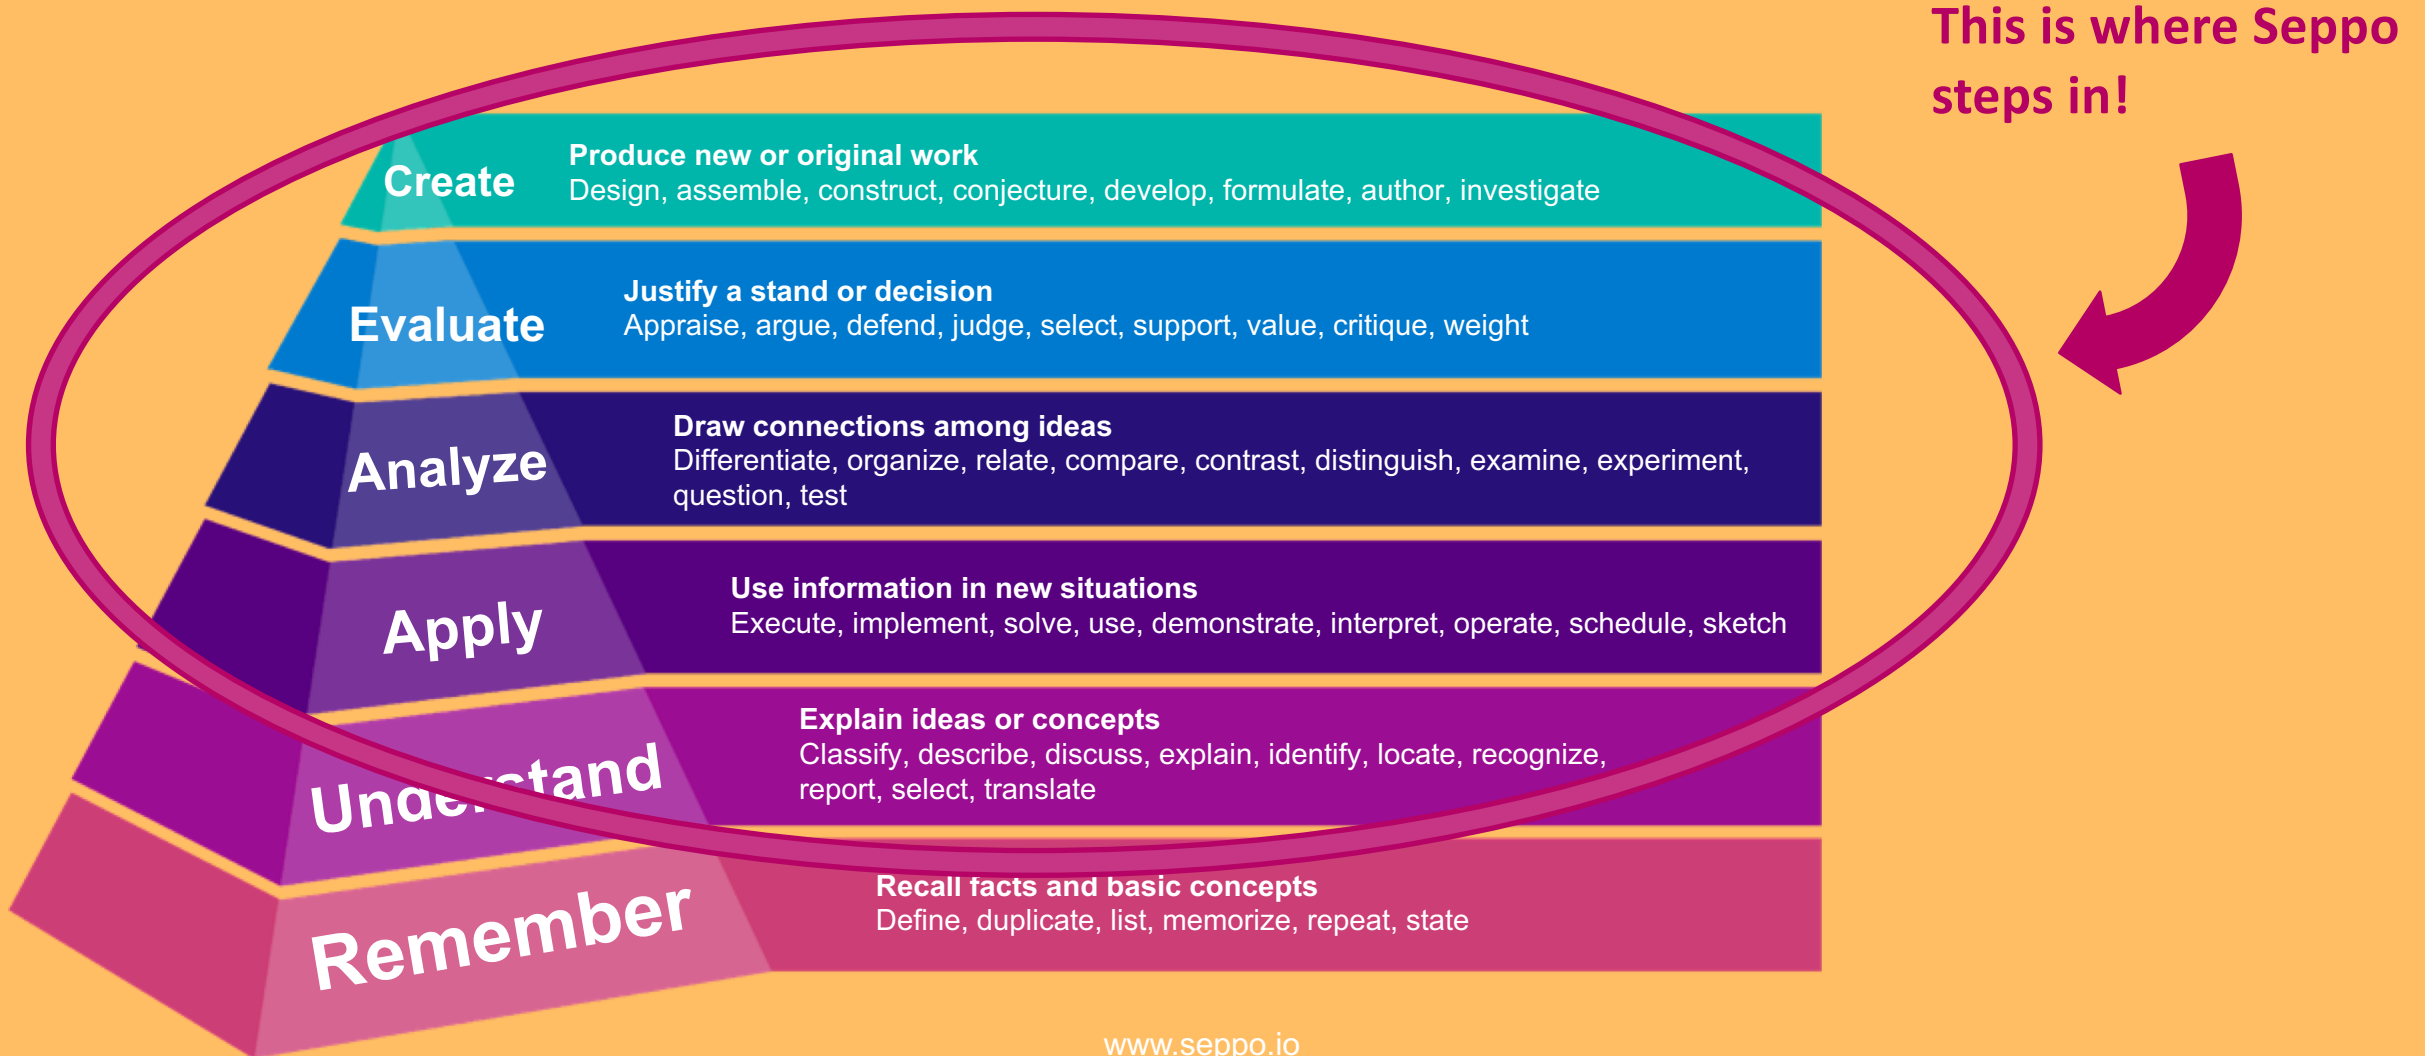 This is where Seppo
steps in!
Create
Produce new or original work
Design, assemble, construct, conjecture, develop, formulate, author, investigate
Evaluate
Justify a stand or decision
Appraise, argue, defend, judge, select, support, value, critique, weight
Analyze
Draw connections among ideas
Differentiate, organize, relate, compare, contrast, distinguish, examine, experiment,
question, test
Apply
Use information in new situations
Execute, implement, solve, use, demonstrate, interpret, operate, schedule, sketch
Understand
Explain ideas or concepts
Classify, describe, discuss, explain, identify, locate, recognize,
report, select, translate
Remember
Recall facts and basic concepts
Define, duplicate, list, memorize, repeat, state
www.seppo.io